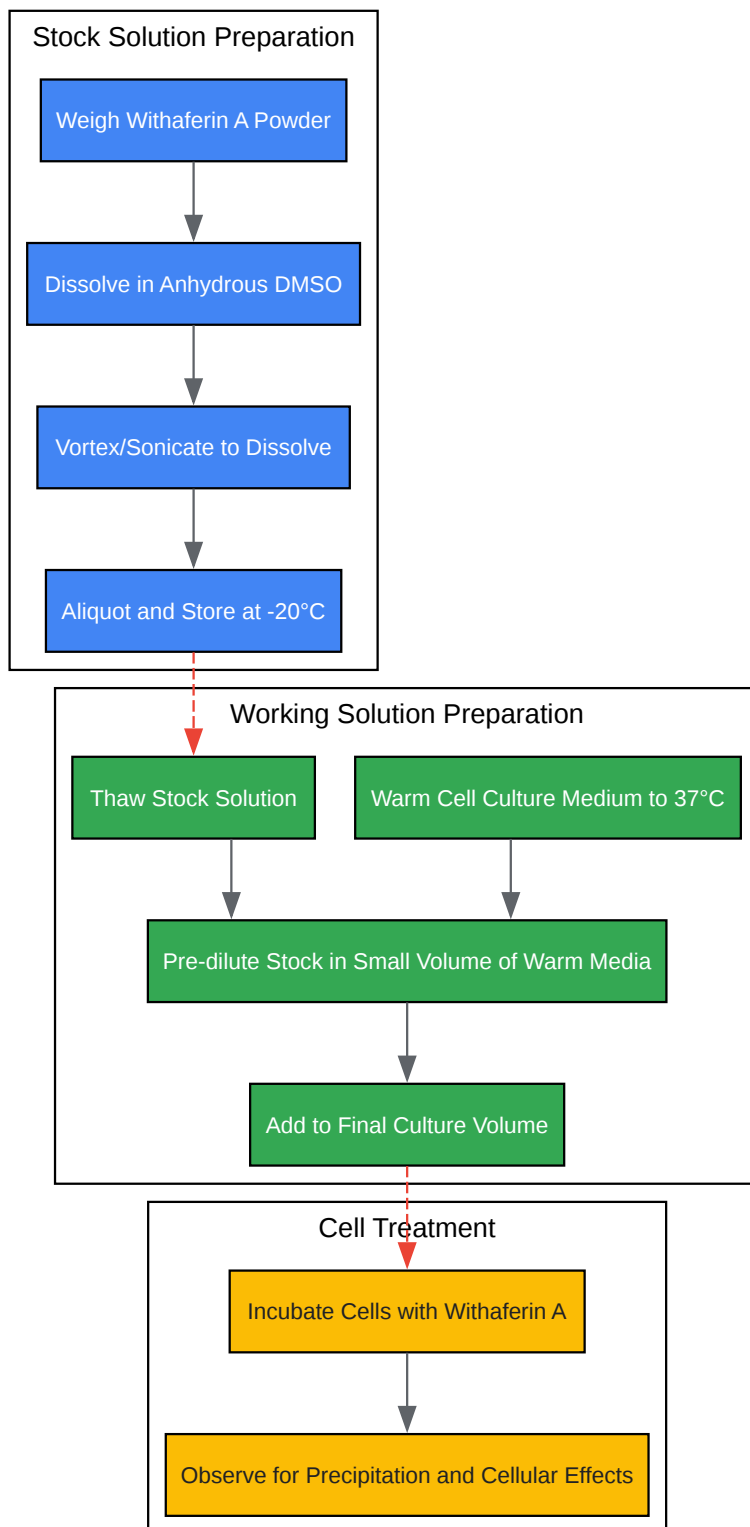 Stock Solution Preparation
Weigh Withaferin A Powder
Dissolve in Anhydrous DMSO
Vortex/Sonicate to Dissolve
Aliquot and Store at -20°C
Working Solution Preparation
Thaw Stock Solution
Warm Cell Culture Medium to 37°C
Pre-dilute Stock in Small Volume of Warm Media
Add to Final Culture Volume
Cell Treatment
Incubate Cells with Withaferin A
Observe for Precipitation and Cellular Effects